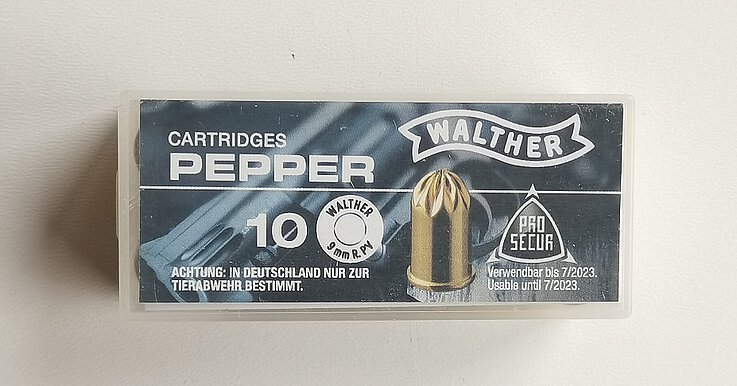 WALTHER
CARTRIDGES
PEPPER
10
WALTHER
9 mm R. PV
PRO
SECUR
ACHTUNG: IN DEUTSCHLAND NUR ZUR
TIERABWEHR BESTIMMT.
Verwendbar bis 7/2023.
Usable until 7/2023.